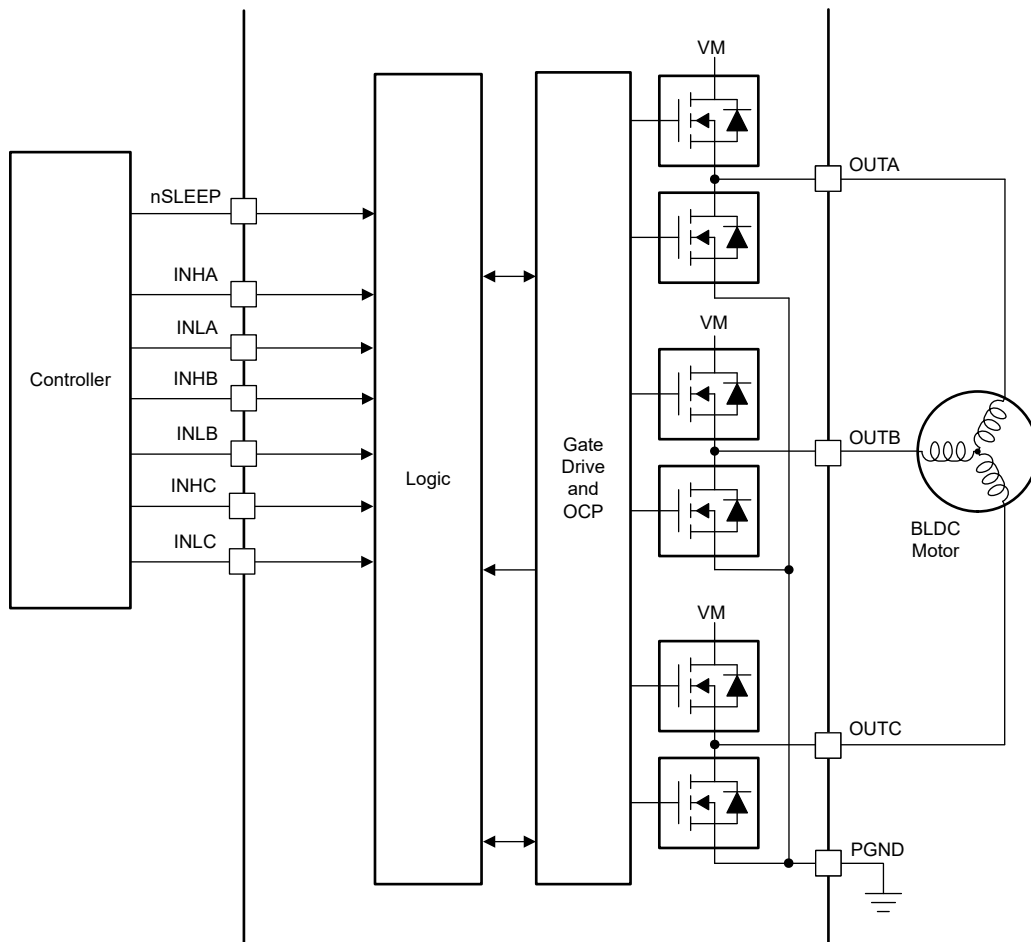 VM
OUTA
nSLEEP
INHA
INLA
VM
Controller
INHB
OUTB
INLB
Logic
Gate
Drive
and
OCP
INHC
BLDC
Motor
INLC
VM
OUTC
PGND